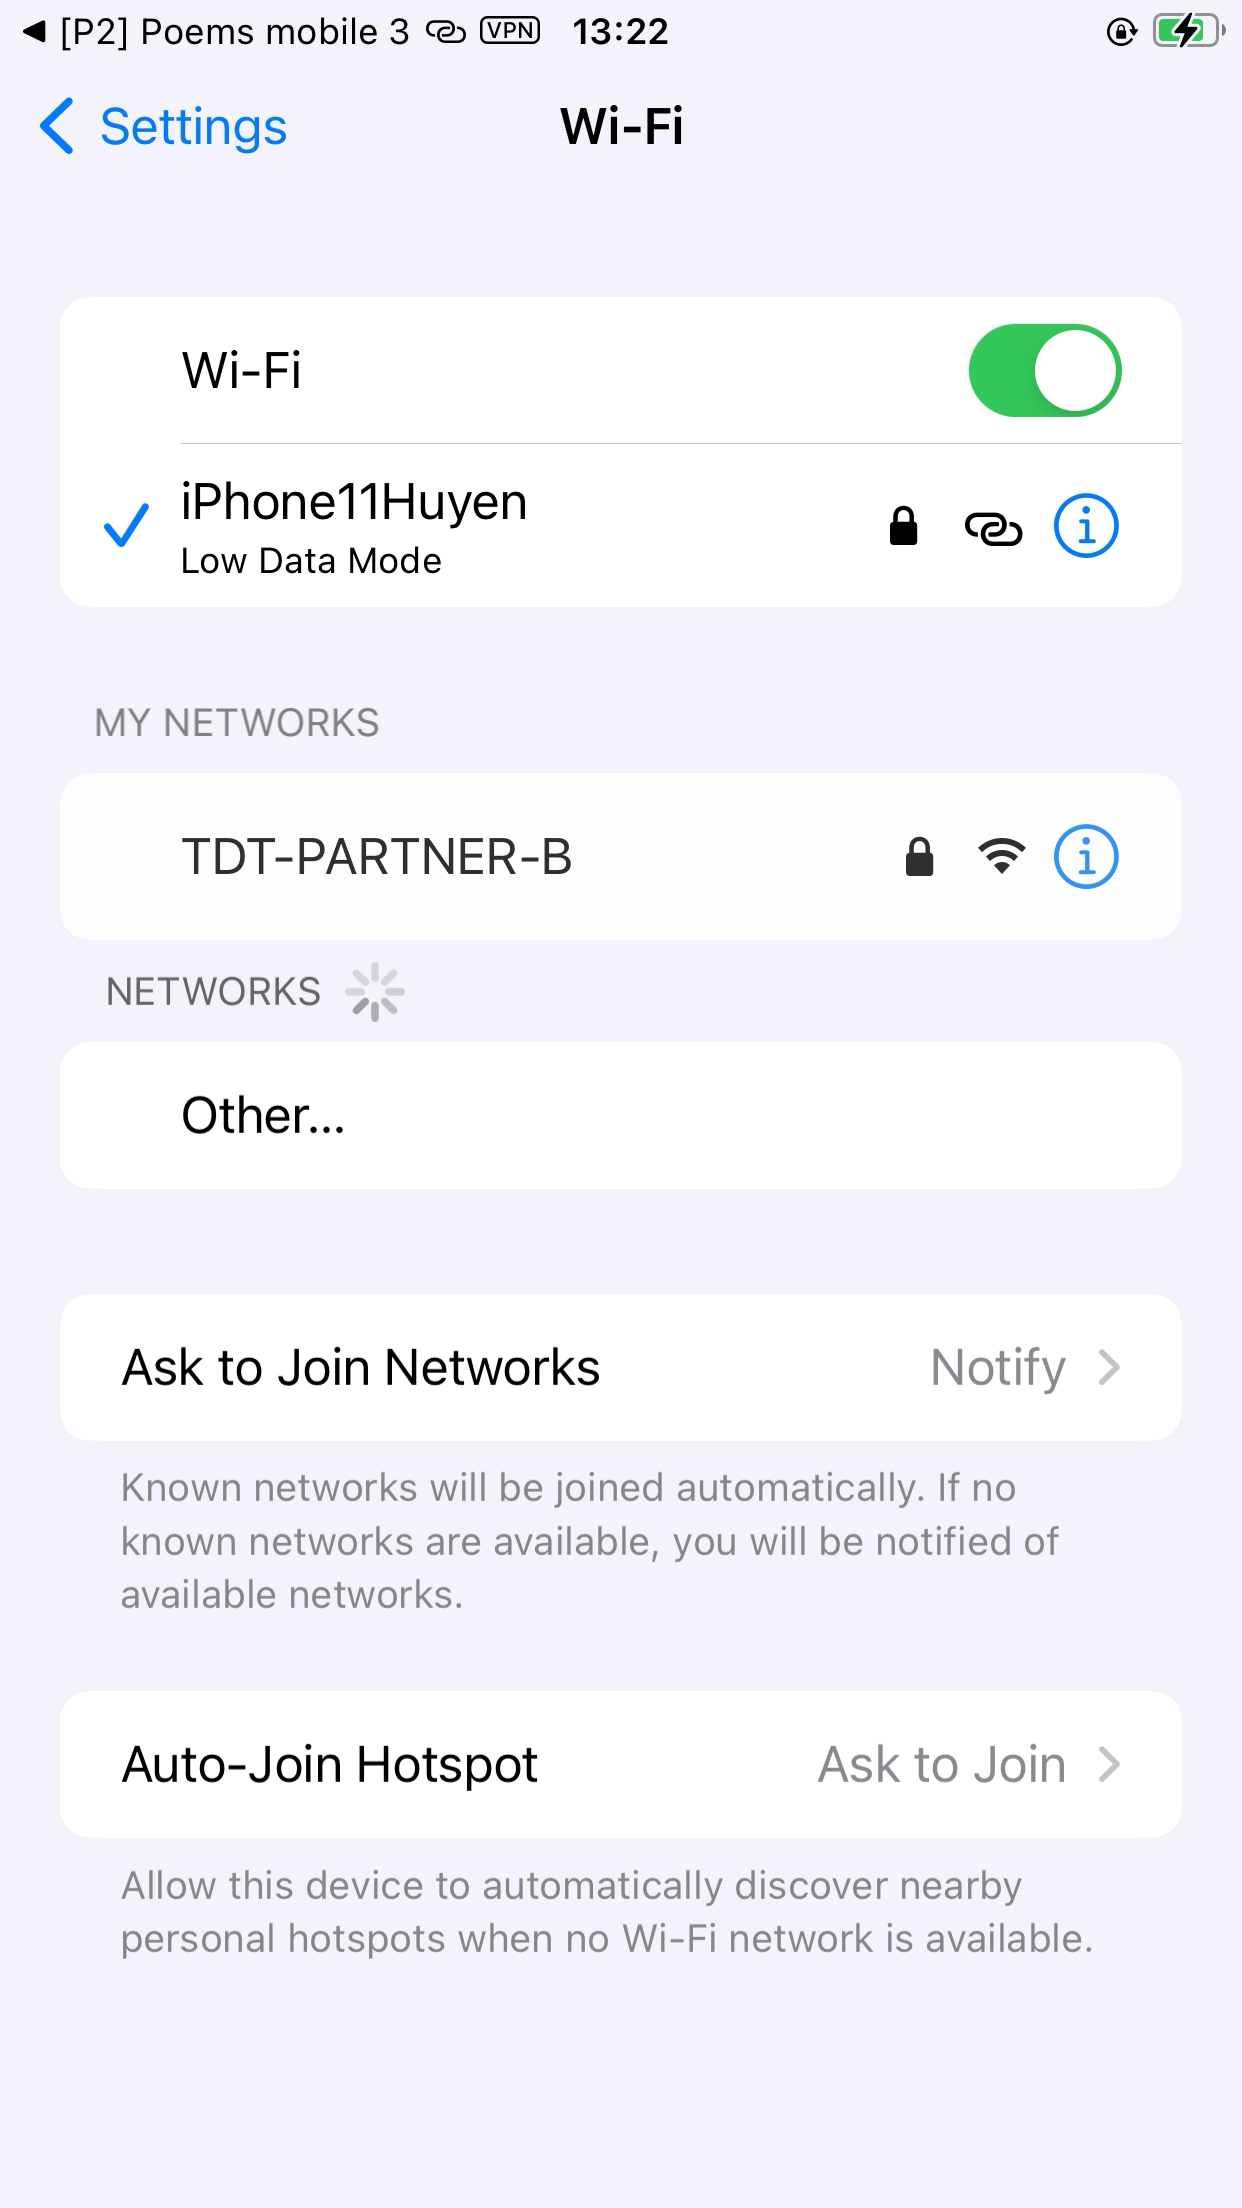 [P2] Poems mobile 3 VPN 13:22
Settings
Wi-Fi
Wi-Fi
iPhone11Huyen
Low Data Mode
MY NETWORKS
TDT-PARTNER-B
NETWORKS
Other...
Ask to Join Networks Notify
Known networks will be joined automatically. If no
known networks are available, you will be notified of
available networks.
Auto-Join Hotspot Ask to Join
Allow this device to automatically discover nearby
personal hotspots when no Wi-Fi network is available.